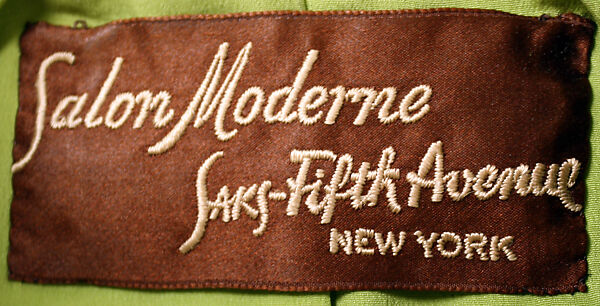 Salon Moderne
Saks-Fifth Avenue
NEW YORK